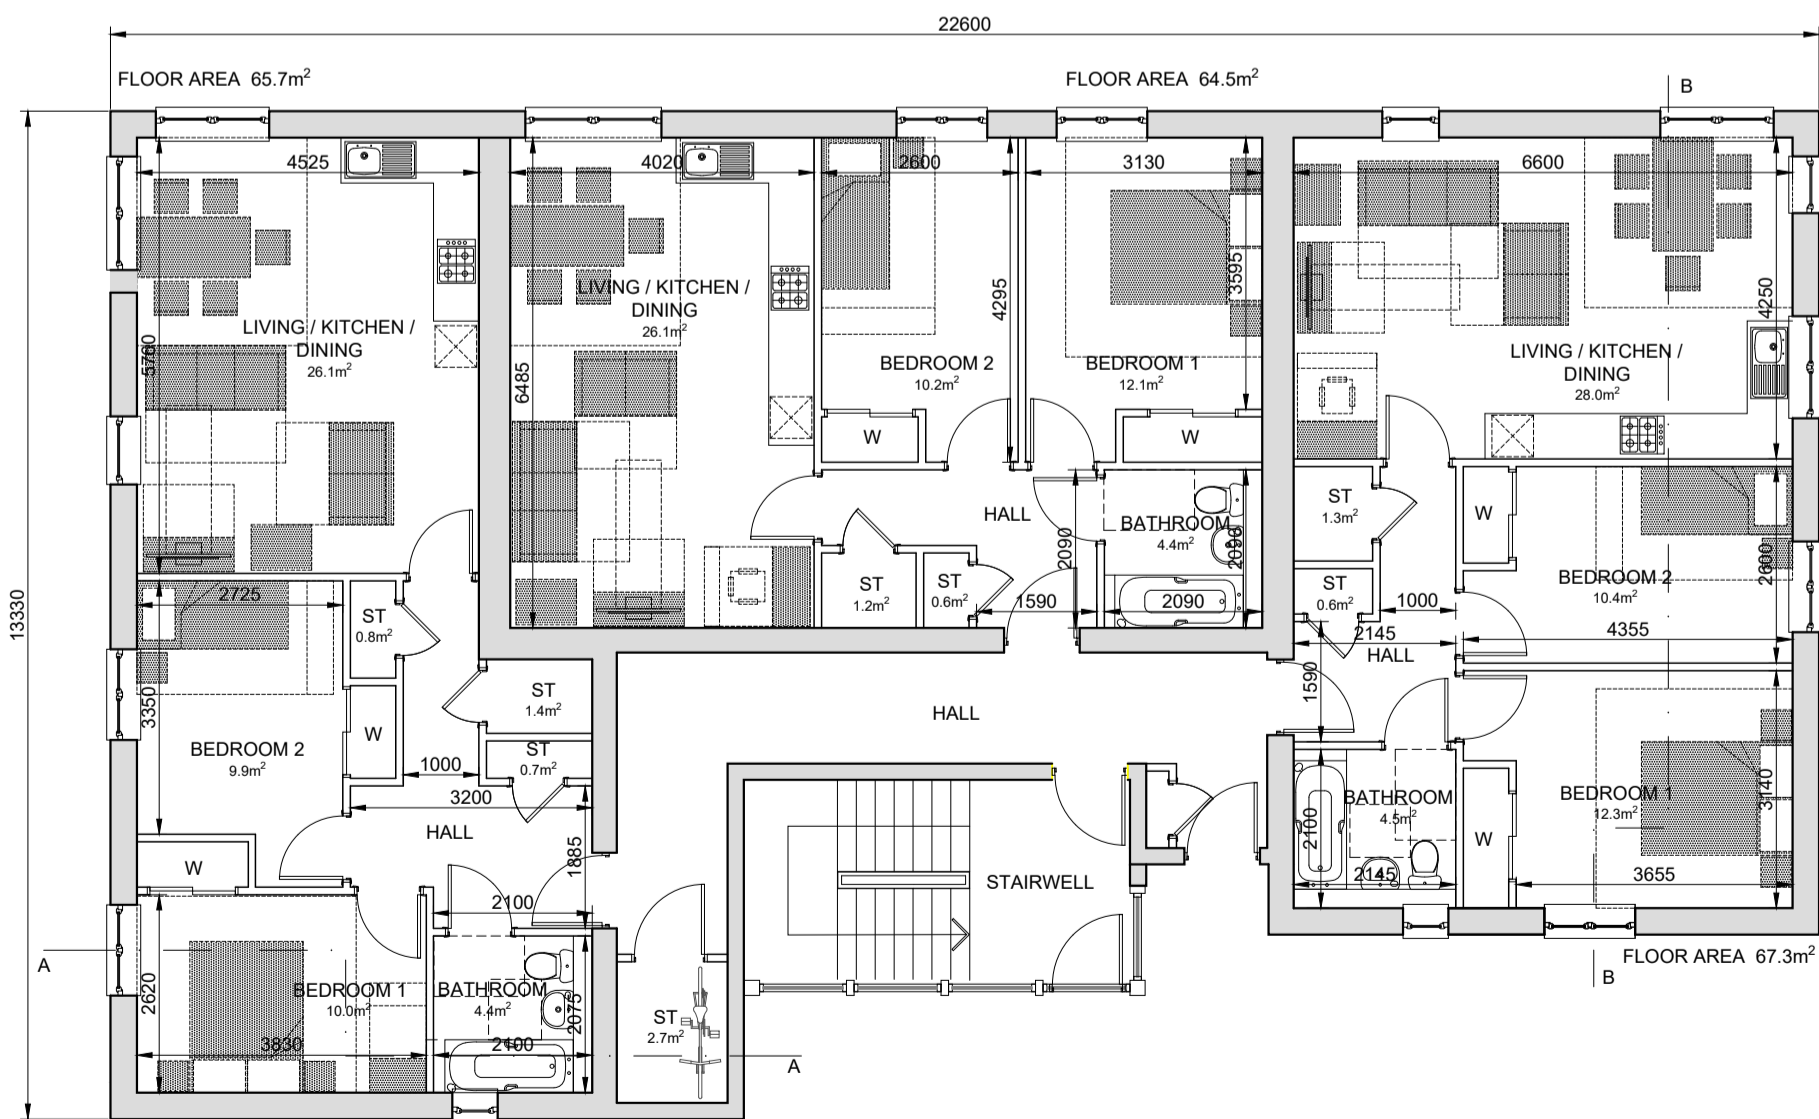 22600
FLOOR AREA 65.7m²
FLOOR AREA 64.5m²
B
13330
4525
4020
2600
3130
6600
5760
LIVING / KITCHEN /
DINING
26.1m²
6485
LIVING / KITCHEN /
DINING
26.1m²
4295
BEDROOM 2
10.2m²
3595
BEDROOM 1
12.1m²
4250
LIVING / KITCHEN /
DINING
28.0m²
W
W
HALL
2090
BATHROOM
4.4m²
2090
2090
1590
ST
1.2m²
ST
0.6m²
ST
1.3m²
W
BEDROOM 2
10.4m²
2600
ST
0.6m²
1000
2145
HALL
4355
1590
2725
ST
0.8m²
3350
ST
1.4m²
BEDROOM 2
9.9m²
W
ST
0.7m²
1000
3200
HALL
1885
W
2100
HALL
STAIRWELL
2100
BATHROOM
4.5m²
2145
W
BEDROOM 1
12.3m²
3140
3655
A
2620
BEDROOM 1
10.0m²
3830
BATHROOM
4.4m²
2075
2100
ST
2.7m²
A
FLOOR AREA 67.3m²
B